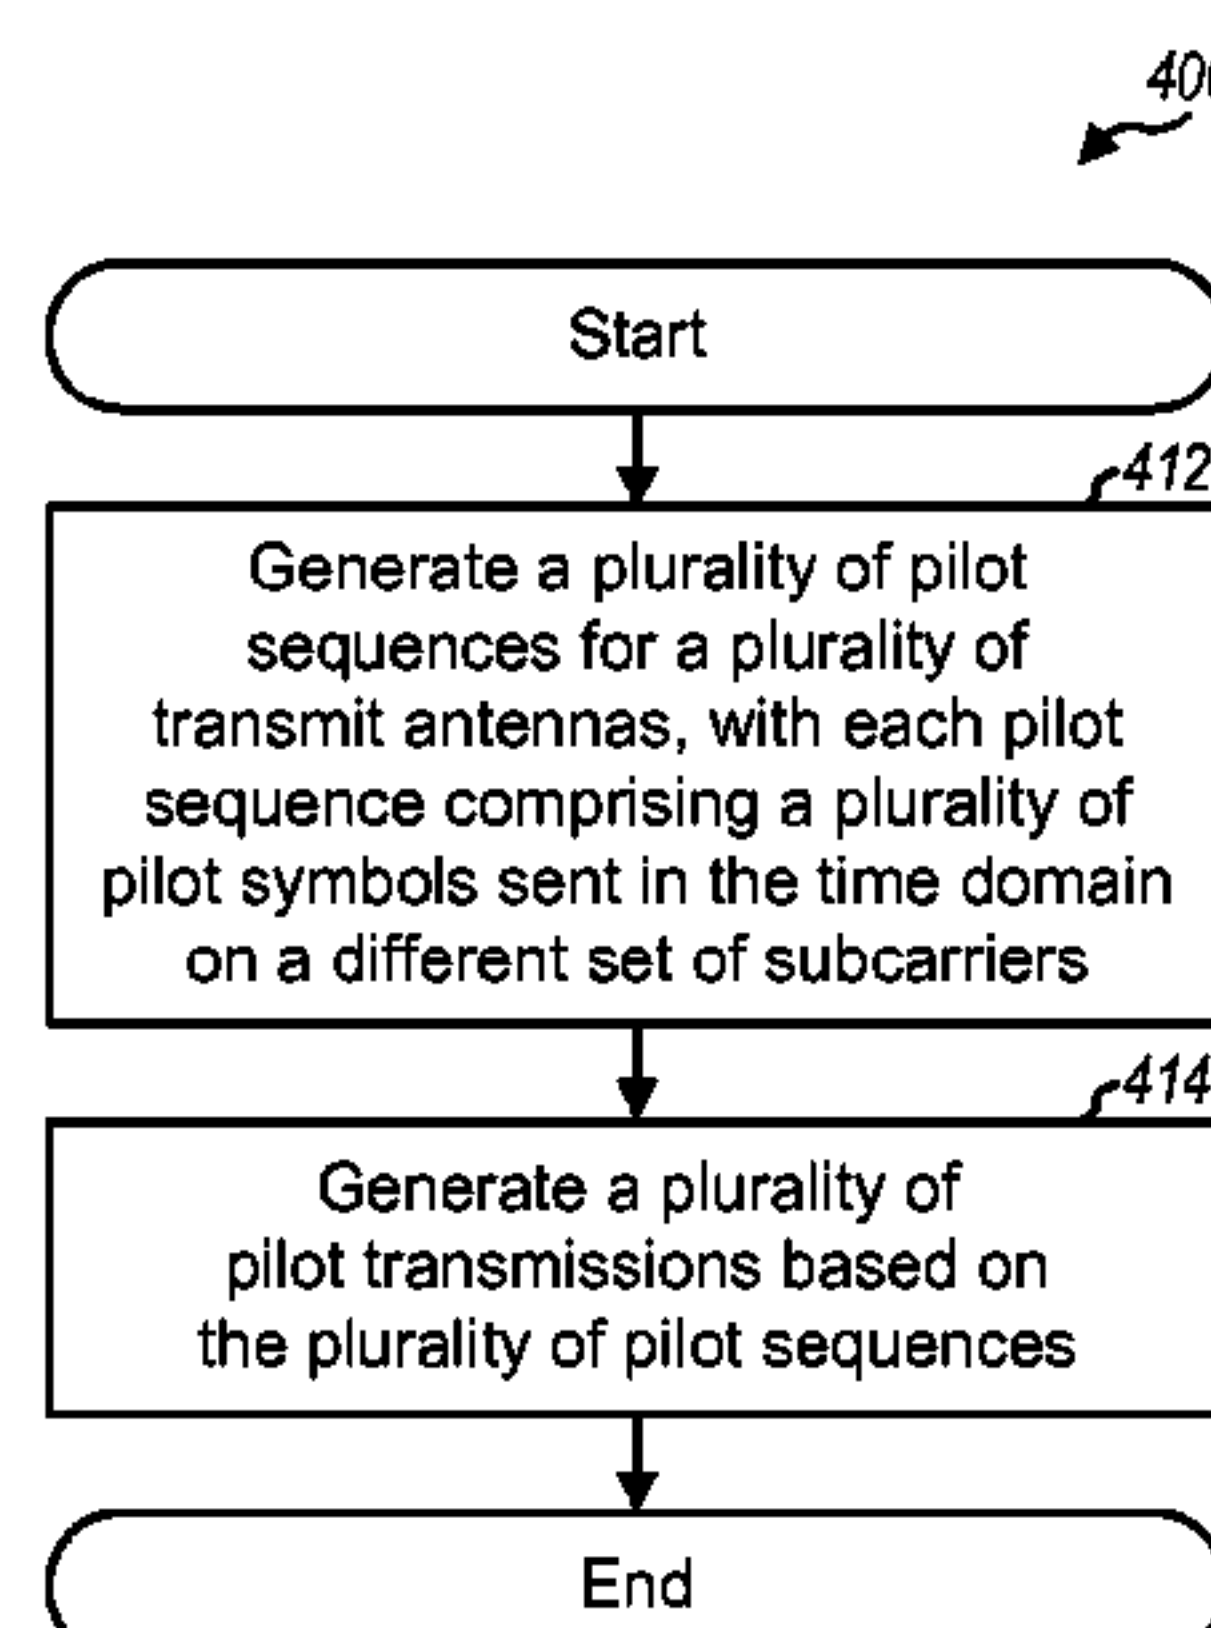 Start
412
Generate a plurality of pilot
sequences for a plurality of
transmit antennas, with each pilot
sequence comprising a plurality of
pilot symbols sent in the time domain
on a different set of subcarriers
414
Generate a plurality of
pilot transmissions based on
the plurality of pilot sequences
End